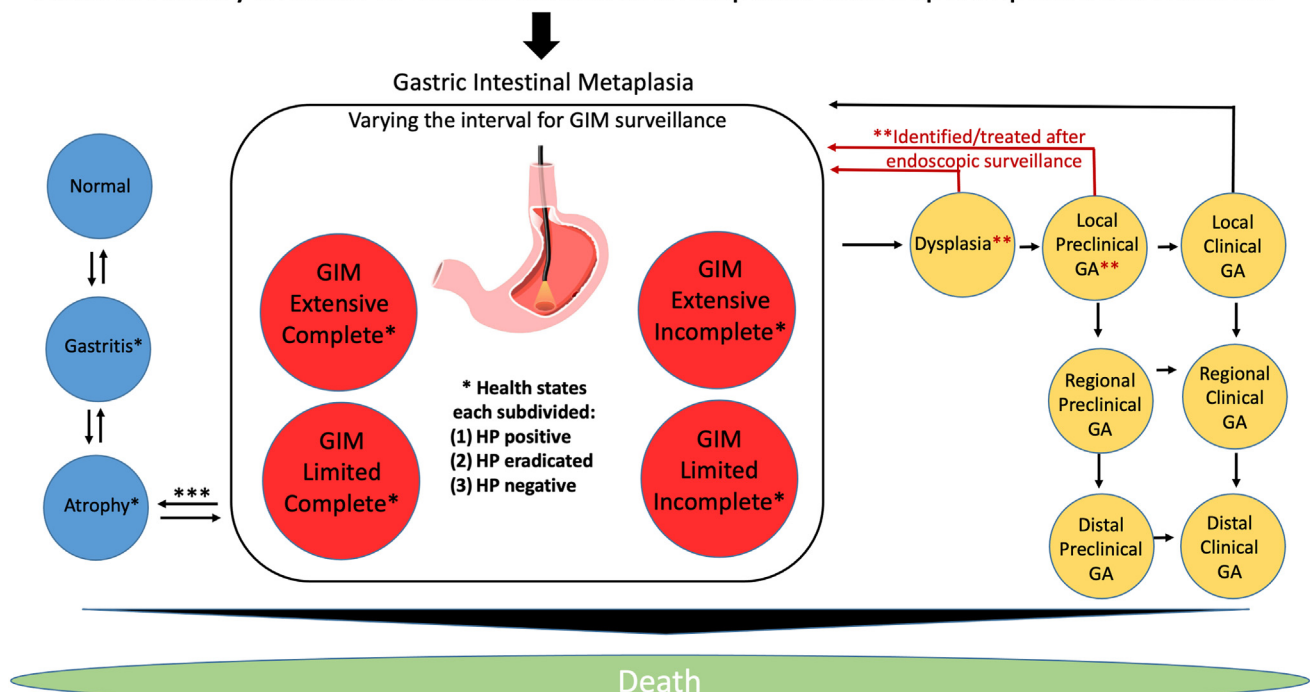 Gastric Intestinal Metaplasia
Varying the interval for GIM surveillance
Normal
Gastritis*
Atrophy*
***
GIM
Extensive
Complete*
GIM
Extensive
Incomplete*
GIM
Limited
Complete*
GIM
Limited
Incomplete*
* Health states
each subdivided:
(1) HP positive
(2) HP eradicated
(3) HP negative
**Identified/treated after
endoscopic surveillance
Dysplasia**
Local
Preclinical
GA**
Local
Clinical
GA
Regional
Preclinical
GA
Regional
Clinical
GA
Distal
Preclinical
GA
Distal
Clinical
GA
Death